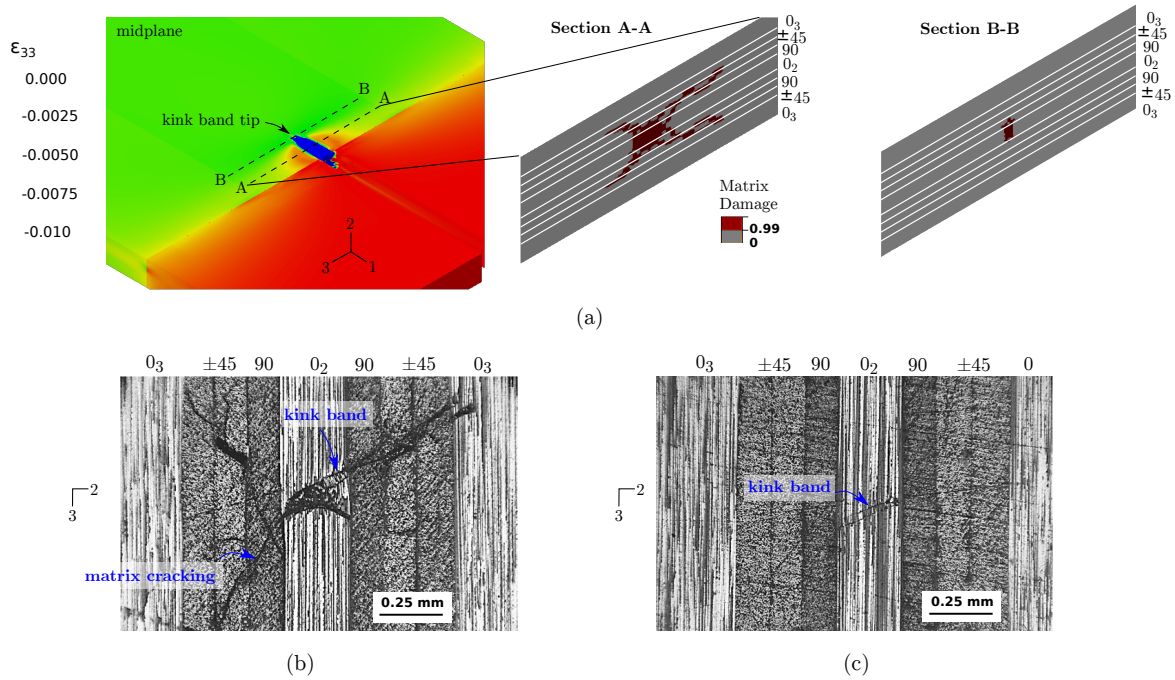 midplane
ε33
0.000
-0.0025
-0.0050
-0.0075
-0.010
kink band tip
B
A
B
A
2
3
1
Section A-A
0₃
±45
90
0₂
90
±45
0₃
Matrix
Damage
0.99
0
Section B-B
0₃
±45
90
0₂
90
±45
0₃
(a)
0₃ ±45 90 0₂ 90 ±45 0₃
kink band
2
3
matrix cracking
0.25 mm
(b)
0₃ ±45 90 0₂ 90 ±45 0
kink band
2
3
0.25 mm
(c)